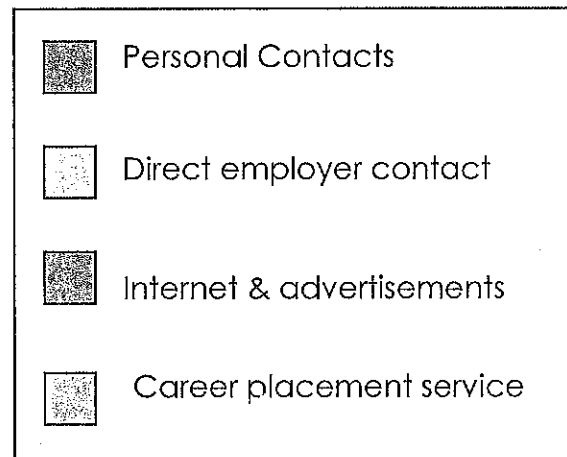 Personal Contacts
Direct employer contact
Internet & advertisements
Career placement service